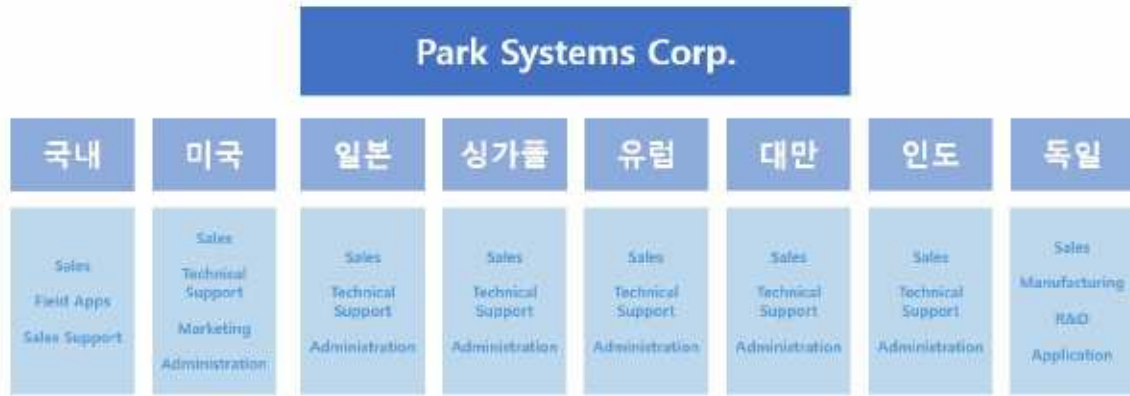 Park Systems Corp.
국내
미국
일본
싱가폴
유럽
대만
인도
독일
Sales
Field Apps
Sales Support
Sales
Technical
Support
Marketing
Administration
Sales
Technical
Support
Administration
Sales
Technical
Support
Administration
Sales
Technical
Support
Administration
Sales
Technical
Support
Administration
Sales
Technical
Support
Administration
Sales
Manufacturing
R&D
Application